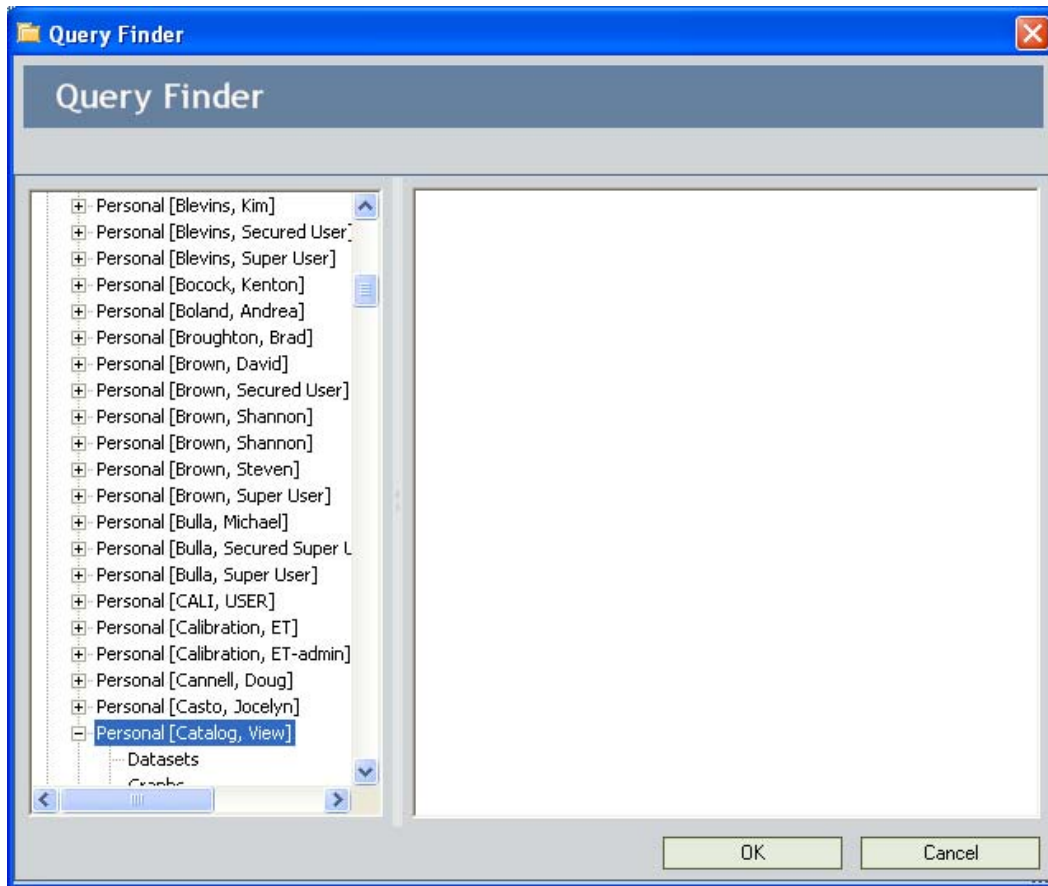 Query Finder
Query Finder
Personal [Blevins, Kim]
Personal [Blevins, Secured User]
Personal [Blevins, Super User]
Personal [Bocock, Kenton]
Personal [Boland, Andrea]
Personal [Broughton, Brad]
Personal [Brown, David]
Personal [Brown, Secured User]
Personal [Brown, Shannon]
Personal [Brown, Shannon]
Personal [Brown, Steven]
Personal [Brown, Super User]
Personal [Bulla, Michael]
Personal [Bulla, Secured Super U
Personal [Bulla, Super User]
Personal [CALI, USER]
Personal [Calibration, ET]
Personal [Calibration, ET-admin]
Personal [Cannell, Doug]
Personal [Casto, Jocelyn]
Personal [Catalog, View]
Datasets
Graphs
OK Cancel